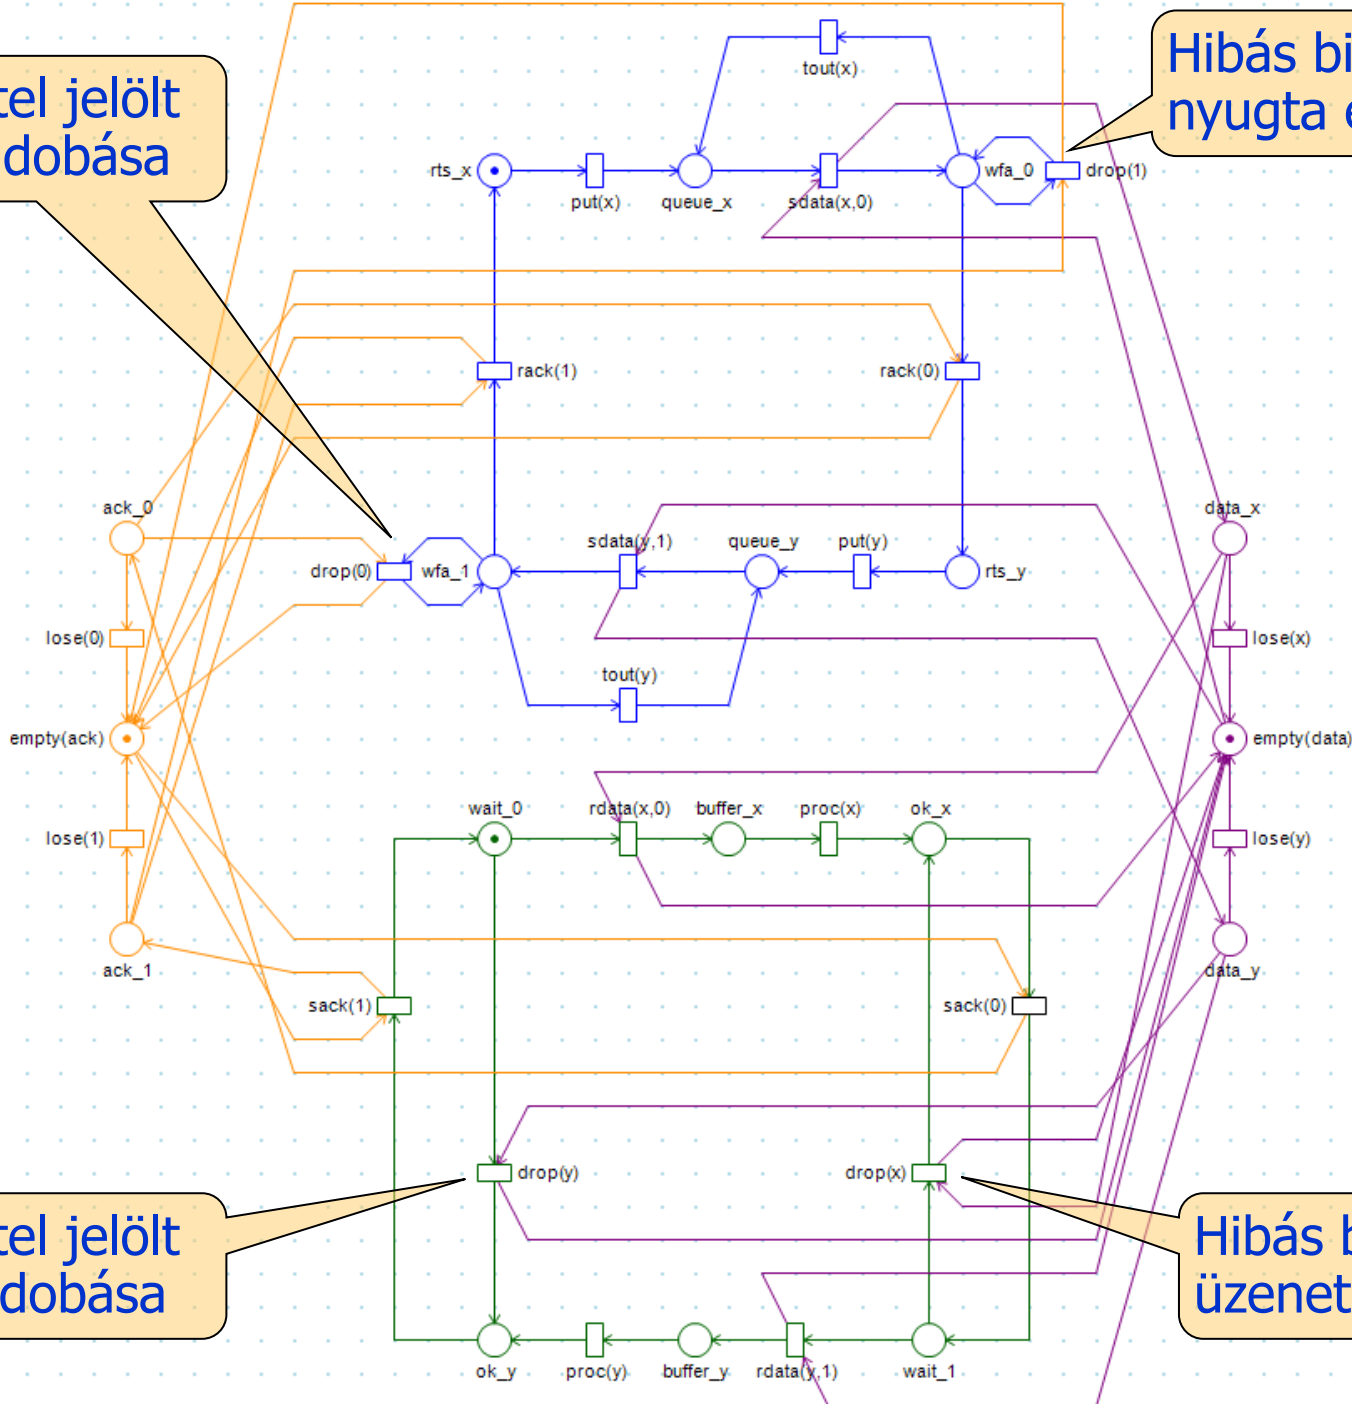 Hibás
nyugta
tel jelölt
dobása
tout(x)
rts_x
put(x)
queue_x
sdata(x,0)
wfa_0
drop(1)
rack(1)
rack(0)
ack_0
data_x
sdata(y,1)
queue_y
put(y)
drop(0)
wfa_1
rts_y
lose(0)
lose(x)
tout(y)
empty(ack)
empty(data)
wait_0
rdata(x,0)
buffer_x
proc(x)
ok_x
lose(1)
lose(y)
ack_1
data_y
sack(1)
sack(0)
drop(y)
drop(x)
tel jelölt
dobása
Hibás
üzenet
ok_y
proc(y)
buffer_y
rdata(y,1)
wait_1